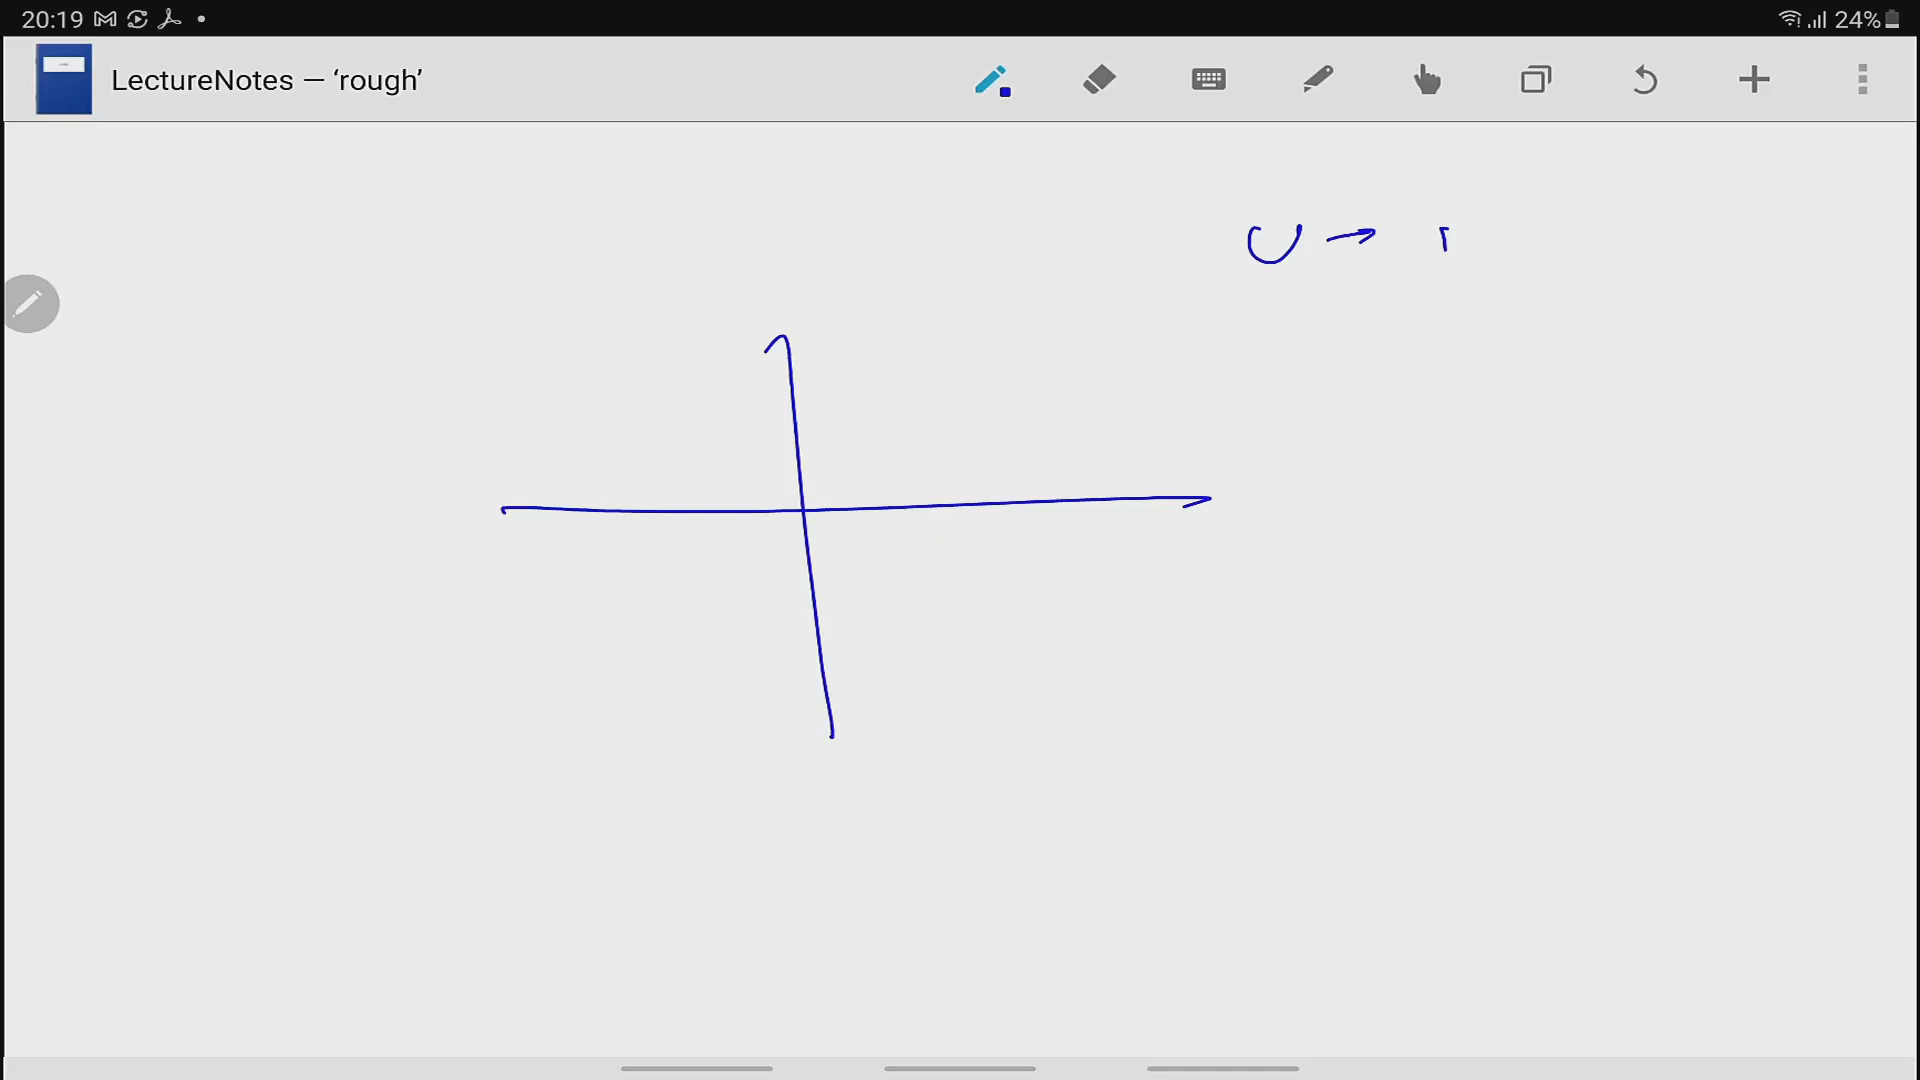 20:19 24%
LectureNotes — ‘rough’
U →